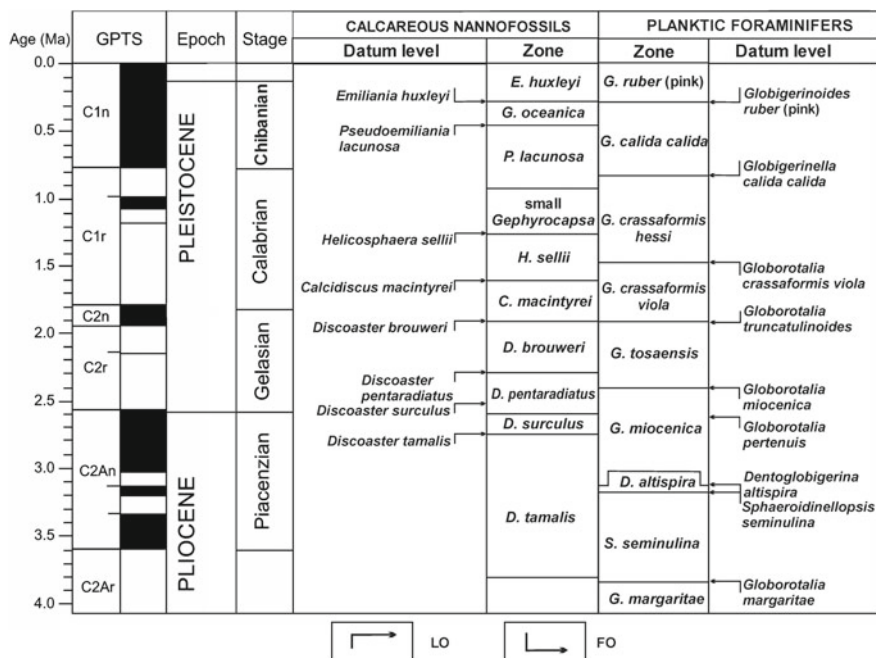 CALCAREOUS NANNOFOSSILS
PLANKTIC FORAMINIFERS
Age (Ma)
GPTS
Epoch
Stage
Datum level
Zone
Zone
Datum level
0.0
0.5
1.0
1.5
2.0
2.5
3.0
3.5
4.0
C1n
C1r
C2n
C2r
C2An
C2Ar
PLEISTOCENE
PLIOCENE
Chibanian
Calabrian
Gelasian
Piacenzian
Emiliania huxleyi
Pseudoemiliania
lacunosa
Helicosphaera sellii
Calcidiscus macintyrei
Discoaster brouweri
Discoaster
pentaradiatus
Discoaster surculus
Discoaster tamalis
E. huxleyi
G. oceanica
P. lacunosa
small
Gephyrocapsa
H. sellii
C. macintyrei
D. brouweri
D. pentaradiatus
D. surculus
D. tamalis
G. ruber (pink)
G. calida calida
G. crassaformis
hessi
G. crassaformis
viola
G. tosaensis
G. miocenica
D. altispira
S. seminulina
G. margaritae
Globigerinoides
ruber (pink)
Globigerinella
calida calida
Globorotalia
crassaformis viola
Globorotalia
truncatulinoides
Globorotalia
miocenica
Globorotalia
pertenuis
Dentoglobigerina
altispira
Sphaeroidinellopsis
seminulina
Globorotalia
margaritae
LO
FO